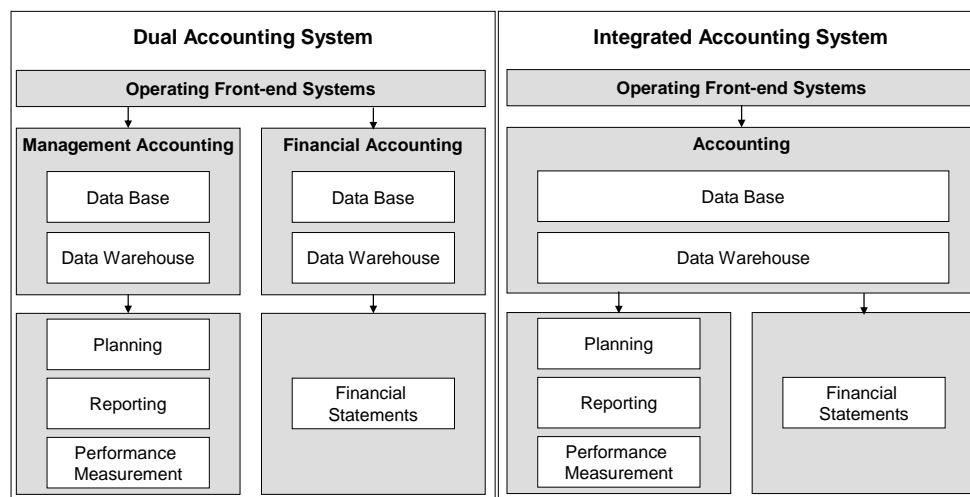 Dual Accounting System
Operating Front-end Systems
Management Accounting
Data Base
Data Warehouse
Financial Accounting
Data Base
Data Warehouse
Planning
Reporting
Performance
Measurement
Financial
Statements
Integrated Accounting System
Operating Front-end Systems
Accounting
Data Base
Data Warehouse
Planning
Reporting
Performance
Measurement
Financial
Statements